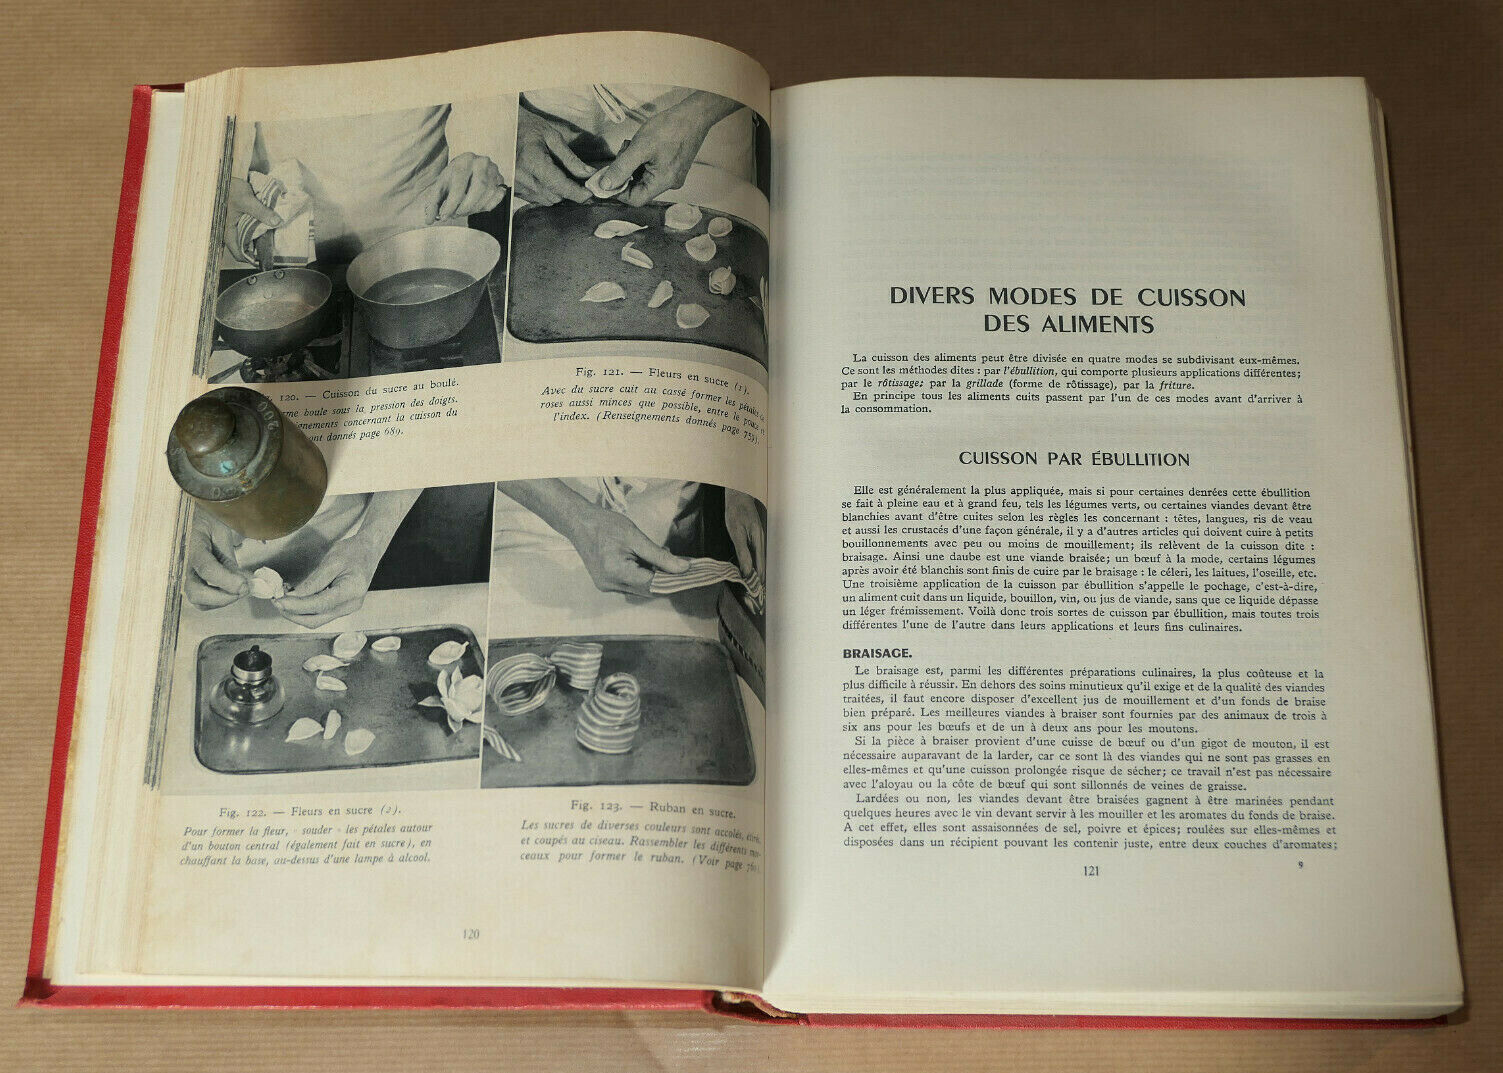 200
Fig. 120. — Cuisson du sucre au boulé.
forme boule sous la pression des doigts.
concernant la cuisson du
sont donnés page 689.
Fig. 121. — Fleurs en sucre (1).
Avec du sucre cuit au cassé former les pétales de
roses aussi minces que possible, entre le pouce et
l'index. (Renseignements donnés page 759).
Fig. 122. — Fleurs en sucre (2).
Pour former la fleur, « souder » les pétales autour
d'un bouton central (également fait en sucre), en
chauffant la base, au-dessus d'une lampe à alcool.
Fig. 123. — Ruban en sucre.
Les sucres de diverses couleurs sont accolés, étirés
et coupés au ciseau. Rassembler les différents mor-
ceaux pour former le ruban. (Voir page
120
DIVERS MODES DE CUISSON
DES ALIMENTS
La cuisson des aliments peut être divisée en quatre modes se subdivisant eux-mêmes.
Ce sont les méthodes dites : par l'ébullition, qui comporte plusieurs applications différentes;
par le rôtissage; par la grillade (forme de rôtissage), par la friture.
En principe tous les aliments cuits passent par l'un de ces modes avant d'arriver à
la consommation.
CUISSON PAR ÉBULLITION
Elle est généralement la plus appliquée, mais si pour certaines denrées cette ébullition
se fait à pleine eau et à grand feu, tels les légumes verts, ou certaines viandes devant être
blanchies avant d'être cuites selon les règles les concernant : têtes, langues, ris de veau
et aussi les crustacés d'une façon générale, il y a d'autres articles qui doivent cuire à petits
bouillonnements avec peu ou moins de mouillement; ils relèvent de la cuisson dite :
braisage. Ainsi une daube est une viande braisée; un bœuf à la mode, certains légumes
après avoir été blanchis sont finis de cuire par le braisage : le céleri, les laitues, l'oseille, etc.
Une troisième application de la cuisson par ébullition s'appelle le pochage, c'est-à-dire,
un aliment cuit dans un liquide, bouillon, vin, ou jus de viande, sans que ce liquide dépasse
un léger frémissement. Voilà donc trois sortes de cuisson par ébullition, mais toutes trois
différentes l'une de l'autre dans leurs applications et leurs fins culinaires.
BRAISAGE.
Le braisage est, parmi les différentes préparations culinaires, la plus coûteuse et la
plus difficile à réussir. En dehors des soins minutieux qu'il exige et de la qualité des viandes
traitées, il faut encore disposer d'excellent jus de mouillement et d'un fonds de braise
bien préparé. Les meilleures viandes à braiser sont fournies par des animaux de trois à
six ans pour les bœufs et de un à deux ans pour les moutons.
Si la pièce à braiser provient d'une cuisse de bœuf ou d'un gigot de mouton, il est
nécessaire auparavant de la larder, car ce sont là des viandes qui ne sont pas grasses en
elles-mêmes et qu'une cuisson prolongée risque de sécher; ce travail n'est pas nécessaire
avec l'aloyau ou la côte de bœuf qui sont sillonnés de veines de graisse.
Lardées ou non, les viandes devant être braisées gagnent à être marinées pendant
quelques heures avec le vin devant servir à les mouiller et les aromates du fonds de braise.
A cet effet, elles sont assaisonnées de sel, poivre et épices; roulées sur elles-mêmes et
disposées dans un récipient pouvant les contenir juste, entre deux couches d'aromates;
121
9